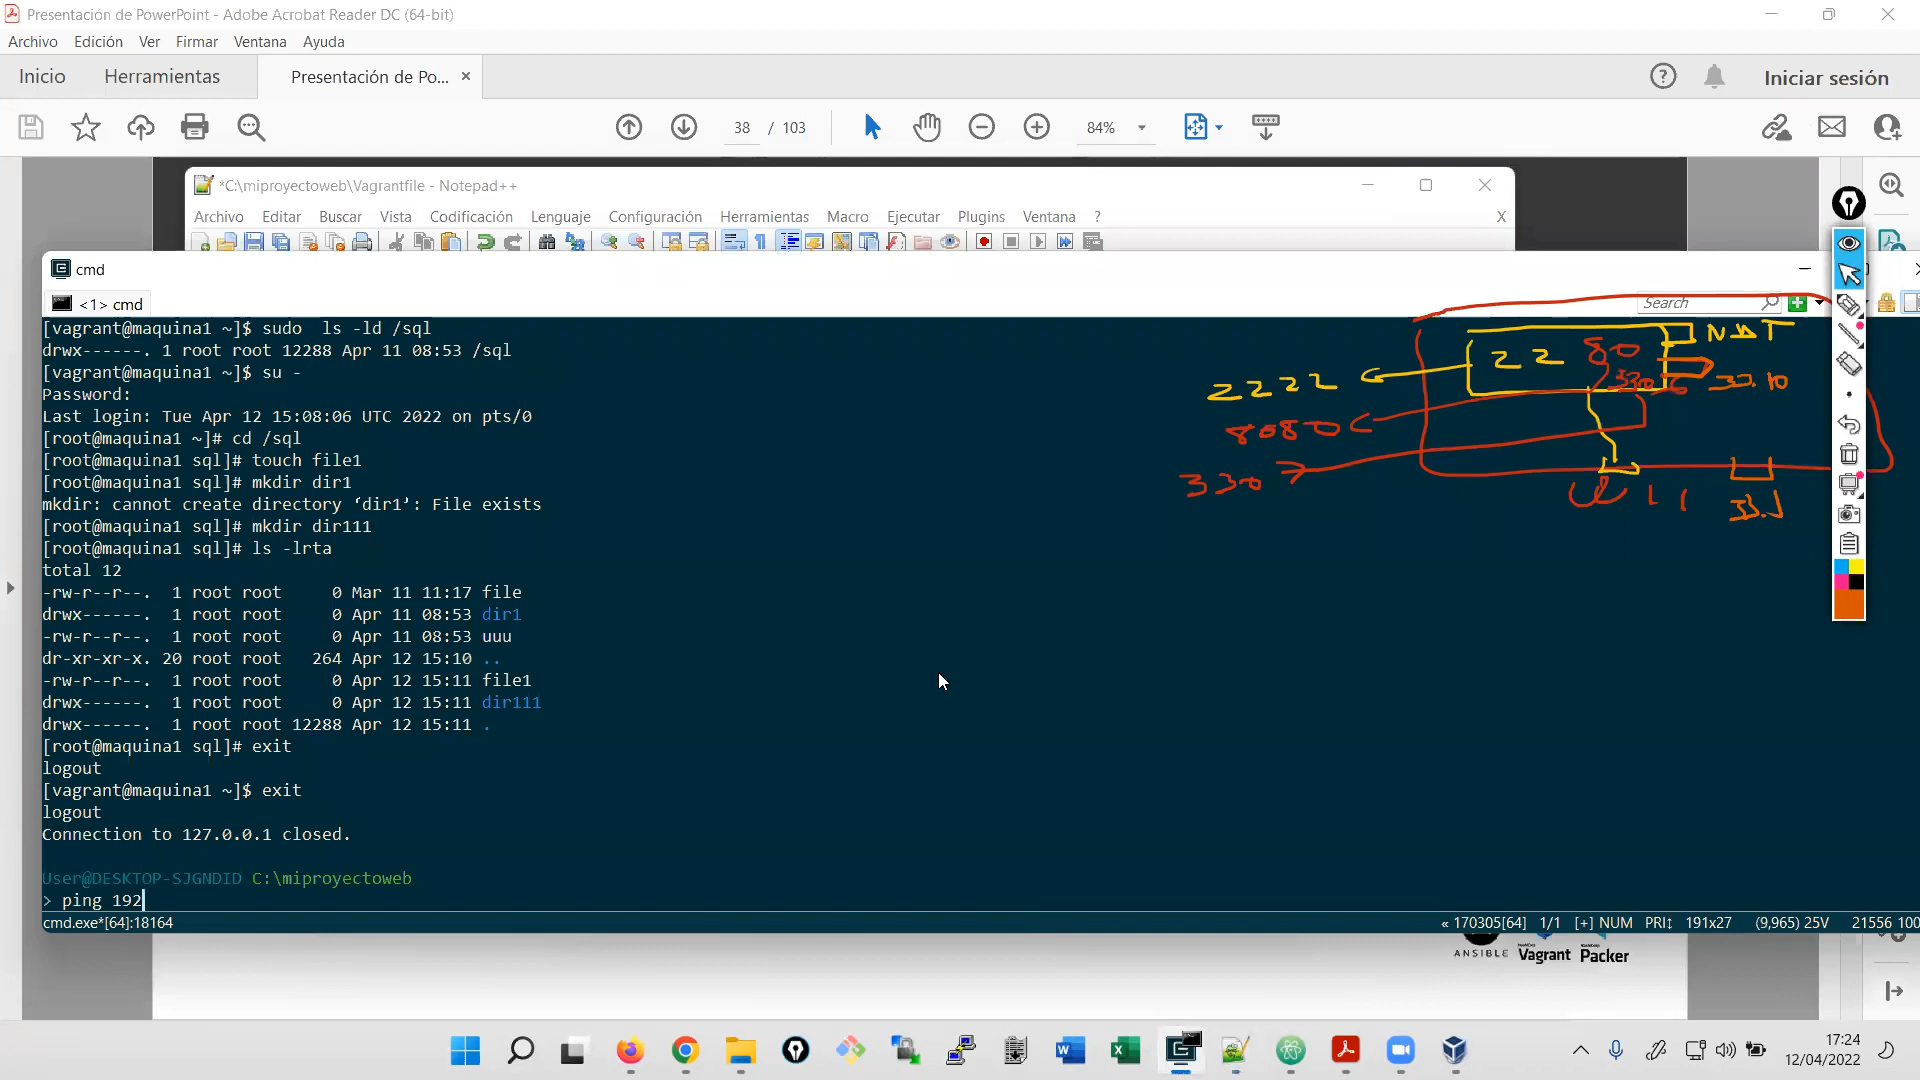 Presentación de PowerPoint - Adobe Acrobat Reader DC (64-bit)
Archivo Edición Ver Firmar Ventana Ayuda
Inicio Herramientas Presentación de Po... Iniciar sesión
38 / 103 84%
*C:\miproyectoweb\Vagrantfile - Notepad++
Archivo Editar Buscar Vista Codificación Lenguaje Configuración Herramientas Macro Ejecutar Plugins Ventana ? X
cmd
<1> cmd Search
[vagrant@maquina1 ~]$ sudo  ls -ld /sql
drwx------. 1 root root 12288 Apr 11 08:53 /sql
[vagrant@maquina1 ~]$ su -
Password:
Last login: Tue Apr 12 15:08:06 UTC 2022 on pts/0
[root@maquina1 ~]# cd /sql
[root@maquina1 sql]# touch file1
[root@maquina1 sql]# mkdir dir1
mkdir: cannot create directory ‘dir1’: File exists
[root@maquina1 sql]# mkdir dir111
[root@maquina1 sql]# ls -lrta
total 12
-rw-r--r--.  1 root root     0 Mar 11 11:17 file
drwx------.  1 root root     0 Apr 11 08:53 dir1
-rw-r--r--.  1 root root     0 Apr 11 08:53 uuu
dr-xr-xr-x. 20 root root   264 Apr 12 15:10 ..
-rw-r--r--.  1 root root     0 Apr 12 15:11 file1
drwx------.  1 root root     0 Apr 12 15:11 dir111
drwx------.  1 root root 12288 Apr 12 15:11 .
[root@maquina1 sql]# exit
logout
[vagrant@maquina1 ~]$ exit
logout
Connection to 127.0.0.1 closed.
User@DESKTOP-SJGNDID C:\miproyectoweb
> ping 192
NAT
22 80
2222 3306 33.10
8080
330
33.1
cmd.exe*[64]:18164 « 170305[64] 1/1 [+] NUM PRI↕ 191x27 (9,965) 25V 21556 100
ANSIBLE Vagrant Packer
17:24
12/04/2022